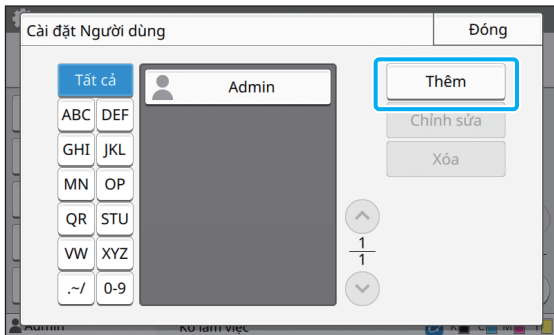 Cài đặt Người dùng
Đóng
Tất cả
ABC DEF
GHI JKL
MN OP
QR STU
VW XYZ
.~/ 0-9
Admin
Thêm
Chỉnh sửa
Xóa
1
1
Admin
Ko làm việc
K C M Y